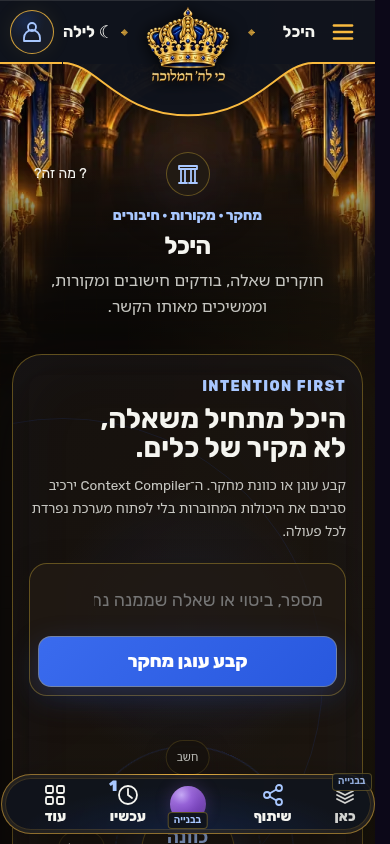 היכל
לילה
כי לה' המלוכה
? מה זה?
מחקר • מקורות • חיבורים
היכל
חוקרים שאלה, בודקים חישובים ומקורות,
וממשיכים מאותו הקשר.
INTENTION FIRST
היכל מתחיל משאלה,
לא מקיר של כלים.
קבע עוגן או כוונת מחקר. ה־Context Compiler ירכיב
סביבם את היכולות המחוברות בלי לפתוח מערכת נפרדת
לכל פעולה.
מספר, ביטוי או שאלה שממנה נת
קבע עוגן מחקר
חשב
בבנייה
כאן
שיתוף
בבנייה
1
עכשיו
עוד
כוונה